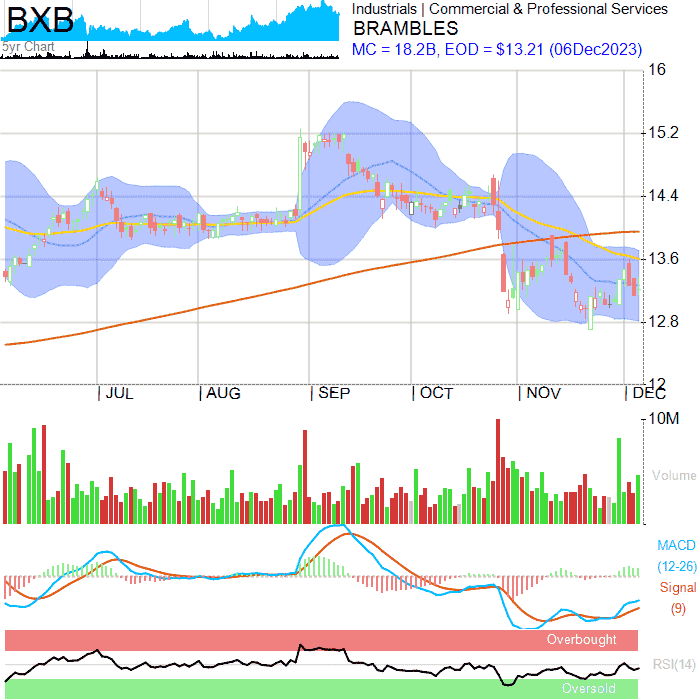 BXB
5yr Chart
Industrials | Commercial & Professional Services
BRAMBLES
MC = 18.2B, EOD = $13.21 (06Dec2023)
16
15.2
14.4
13.6
12.8
12
JUL
AUG
SEP
OCT
NOV
DEC
10M
Volume
MACD
(12-26)
Signal
(9)
Overbought
RSI(14)
Oversold